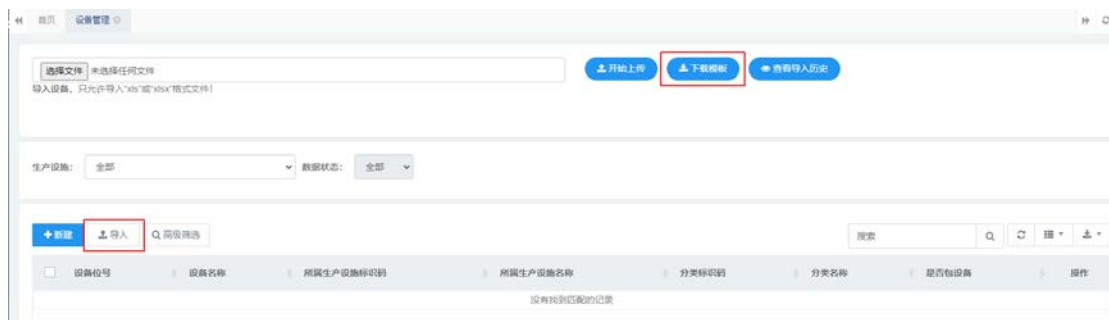 首页 设备管理
选择文件 未选择任何文件 开始上传 下载模板 查看导入历史
导入设备，只允许导入“xls”或“xlsx”格式文件！
生产设施： 全部 数据状态： 全部
新建 导入 高级筛选 搜索
设备位号 设备名称 所属生产设施标识码 所属生产设施名称 分类标识码 分类名称 是否包设备 操作
没有找到匹配的记录